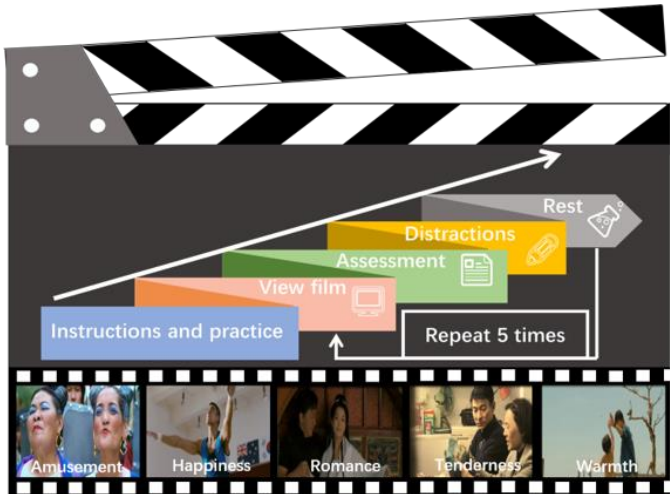 Rest
Distractions
Assessment
View film
Instructions and practice
Repeat 5 times
Amusement
Happiness
Romance
Tenderness
Warmth